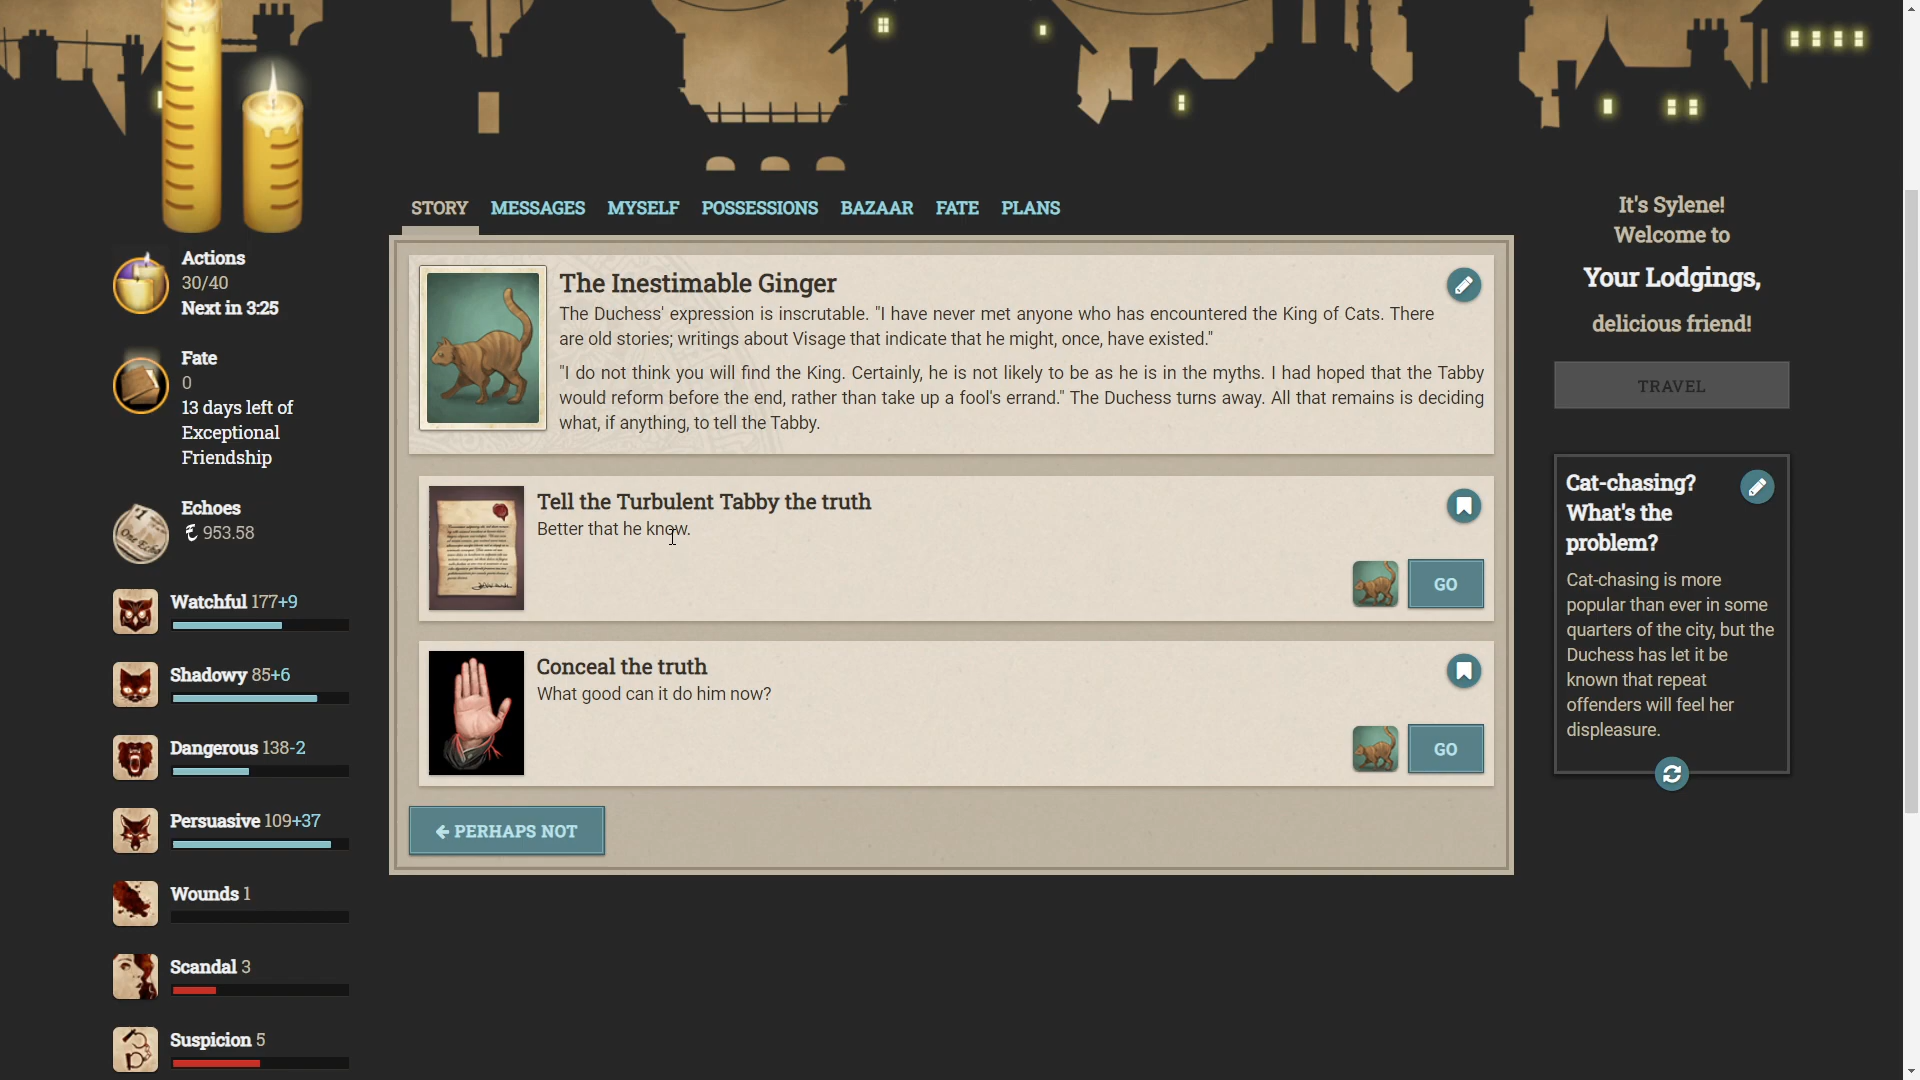 STORY MESSAGES MYSELF POSSESSIONS BAZAAR FATE PLANS
Actions
30/40
Next in 3:25
Fate
0
13 days left of
Exceptional
Friendship
Echoes
953.58
Watchful 177+9
Shadowy 85+6
Dangerous 138-2
Persuasive 109+37
Wounds 1
Scandal 3
Suspicion 5
The Inestimable Ginger
The Duchess' expression is inscrutable. "I have never met anyone who has encountered the King of Cats. There
are old stories; writings about Visage that indicate that he might, once, have existed."
"I do not think you will find the King. Certainly, he is not likely to be as he is in the myths. I had hoped that the Tabby
would reform before the end, rather than take up a fool's errand." The Duchess turns away. All that remains is deciding
what, if anything, to tell the Tabby.
Tell the Turbulent Tabby the truth
Better that he know.
GO
Conceal the truth
What good can it do him now?
GO
PERHAPS NOT
It's Sylene!
Welcome to
Your Lodgings,
delicious friend!
TRAVEL
Cat-chasing?
What's the
problem?
Cat-chasing is more
popular than ever in some
quarters of the city, but the
Duchess has let it be
known that repeat
offenders will feel her
displeasure.